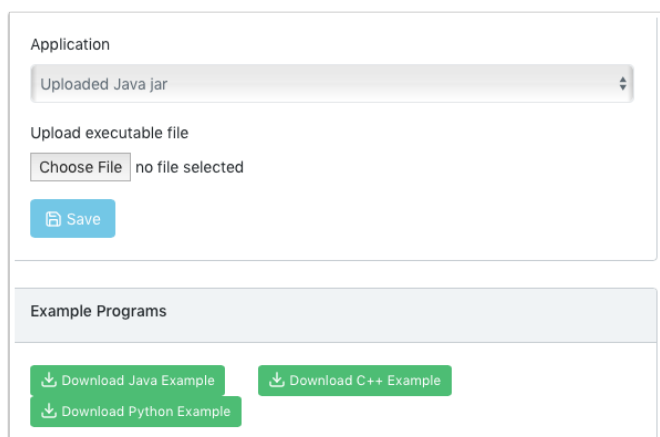 Application
Uploaded Java jar
Upload executable file
Choose File no file selected
Save
Example Programs
Download Java Example
Download C++ Example
Download Python Example